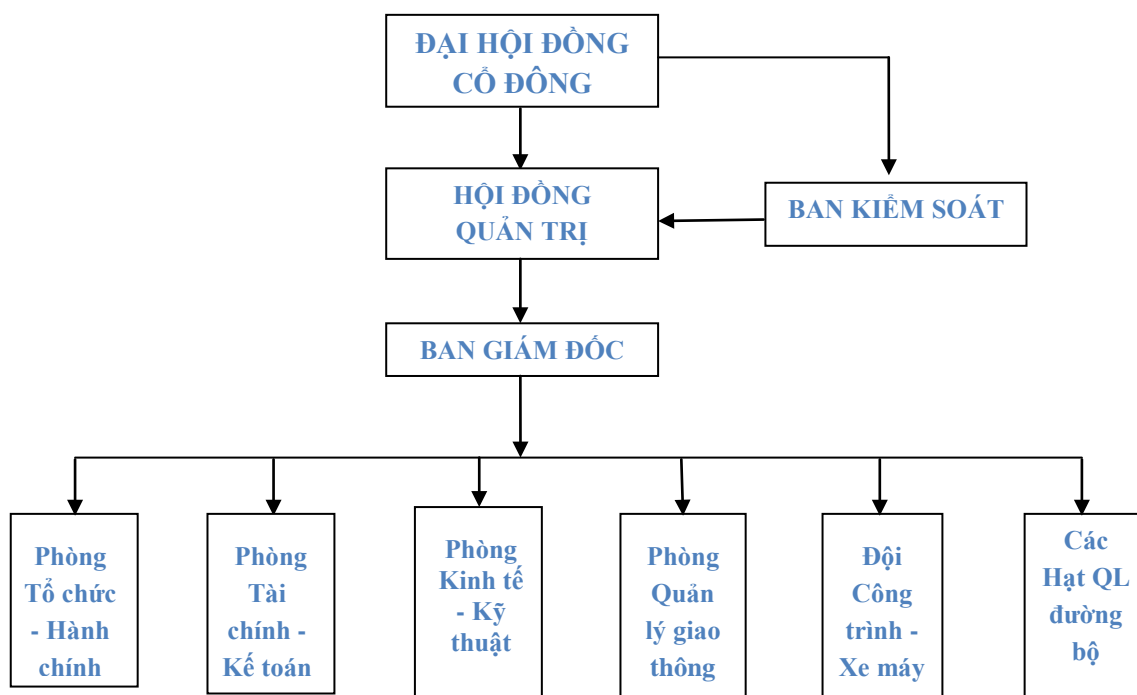 ĐẠI HỘI ĐỒNG
CỔ ĐÔNG
HỘI ĐỒNG
QUẢN TRỊ
BAN KIỂM SOÁT
BAN GIÁM ĐỐC
Phòng
Tổ chức
- Hành
chính
Phòng
Tài
chính -
Kế toán
Phòng
Kinh tế
- Kỹ
thuật
Phòng
Quản
lý giao
thông
Đội
Công
trình -
Xe máy
Các
Hạt QL
đường
bộ